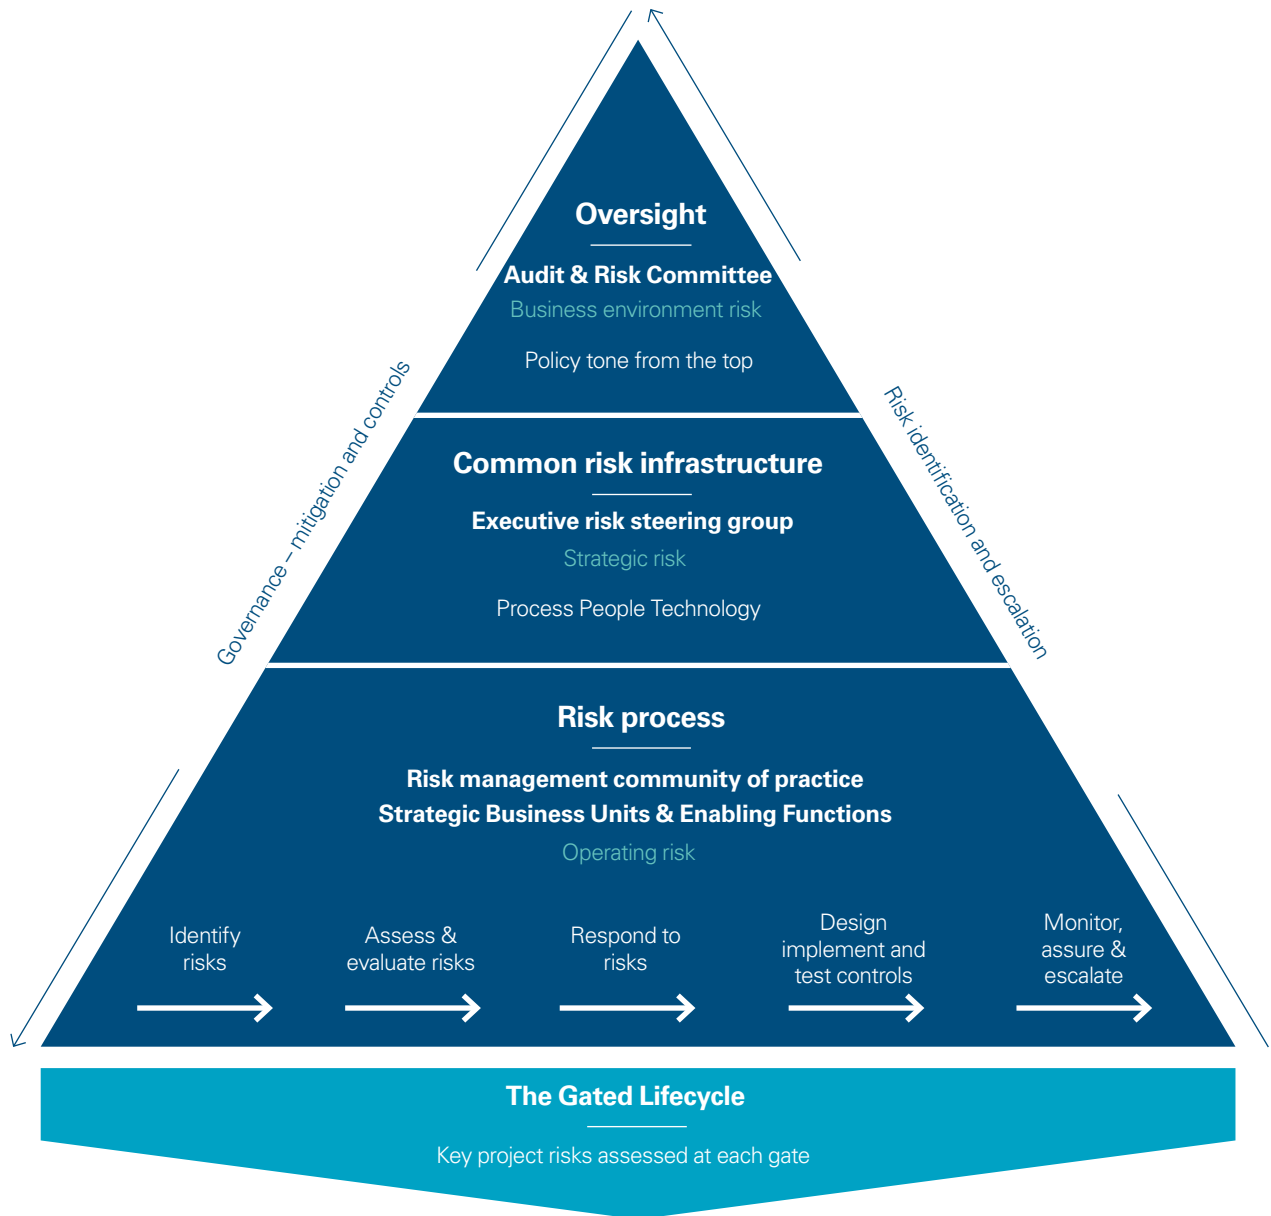 Oversight
Audit & Risk Committee
Business environment risk
Policy tone from the top
Governance – mitigation and controls
Risk identification and escalation
Common risk infrastructure
Executive risk steering group
Strategic risk
Process People Technology
Risk process
Risk management community of practice
Strategic Business Units & Enabling Functions
Operating risk
Identify
risks
Assess &
evaluate risks
Respond to
risks
Design
implement and
test controls
Monitor,
assure &
escalate
The Gated Lifecycle
Key project risks assessed at each gate